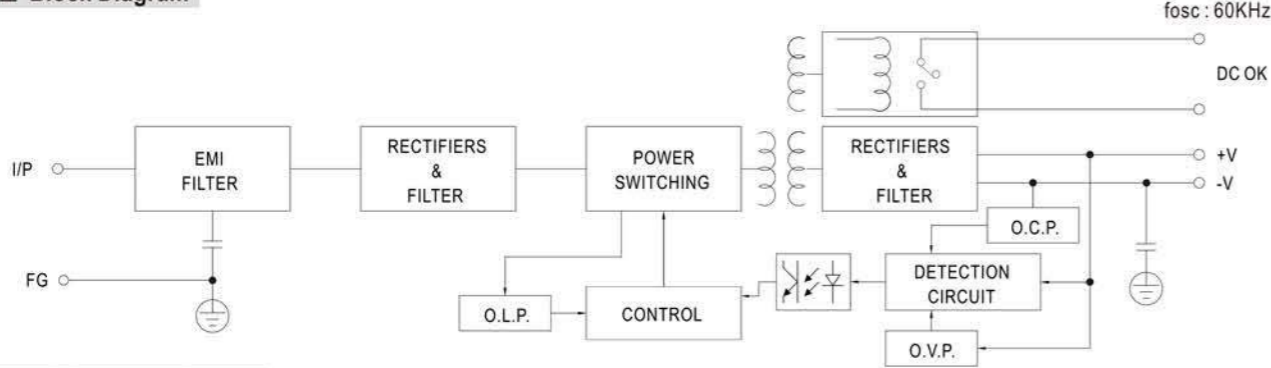 Block Diagram
fosc : 60KHz
DC OK
I/P
EMI
FILTER
RECTIFIERS
&
FILTER
POWER
SWITCHING
RECTIFIERS
&
FILTER
+V
-V
O.C.P.
FG
O.L.P.
CONTROL
DETECTION
CIRCUIT
O.V.P.